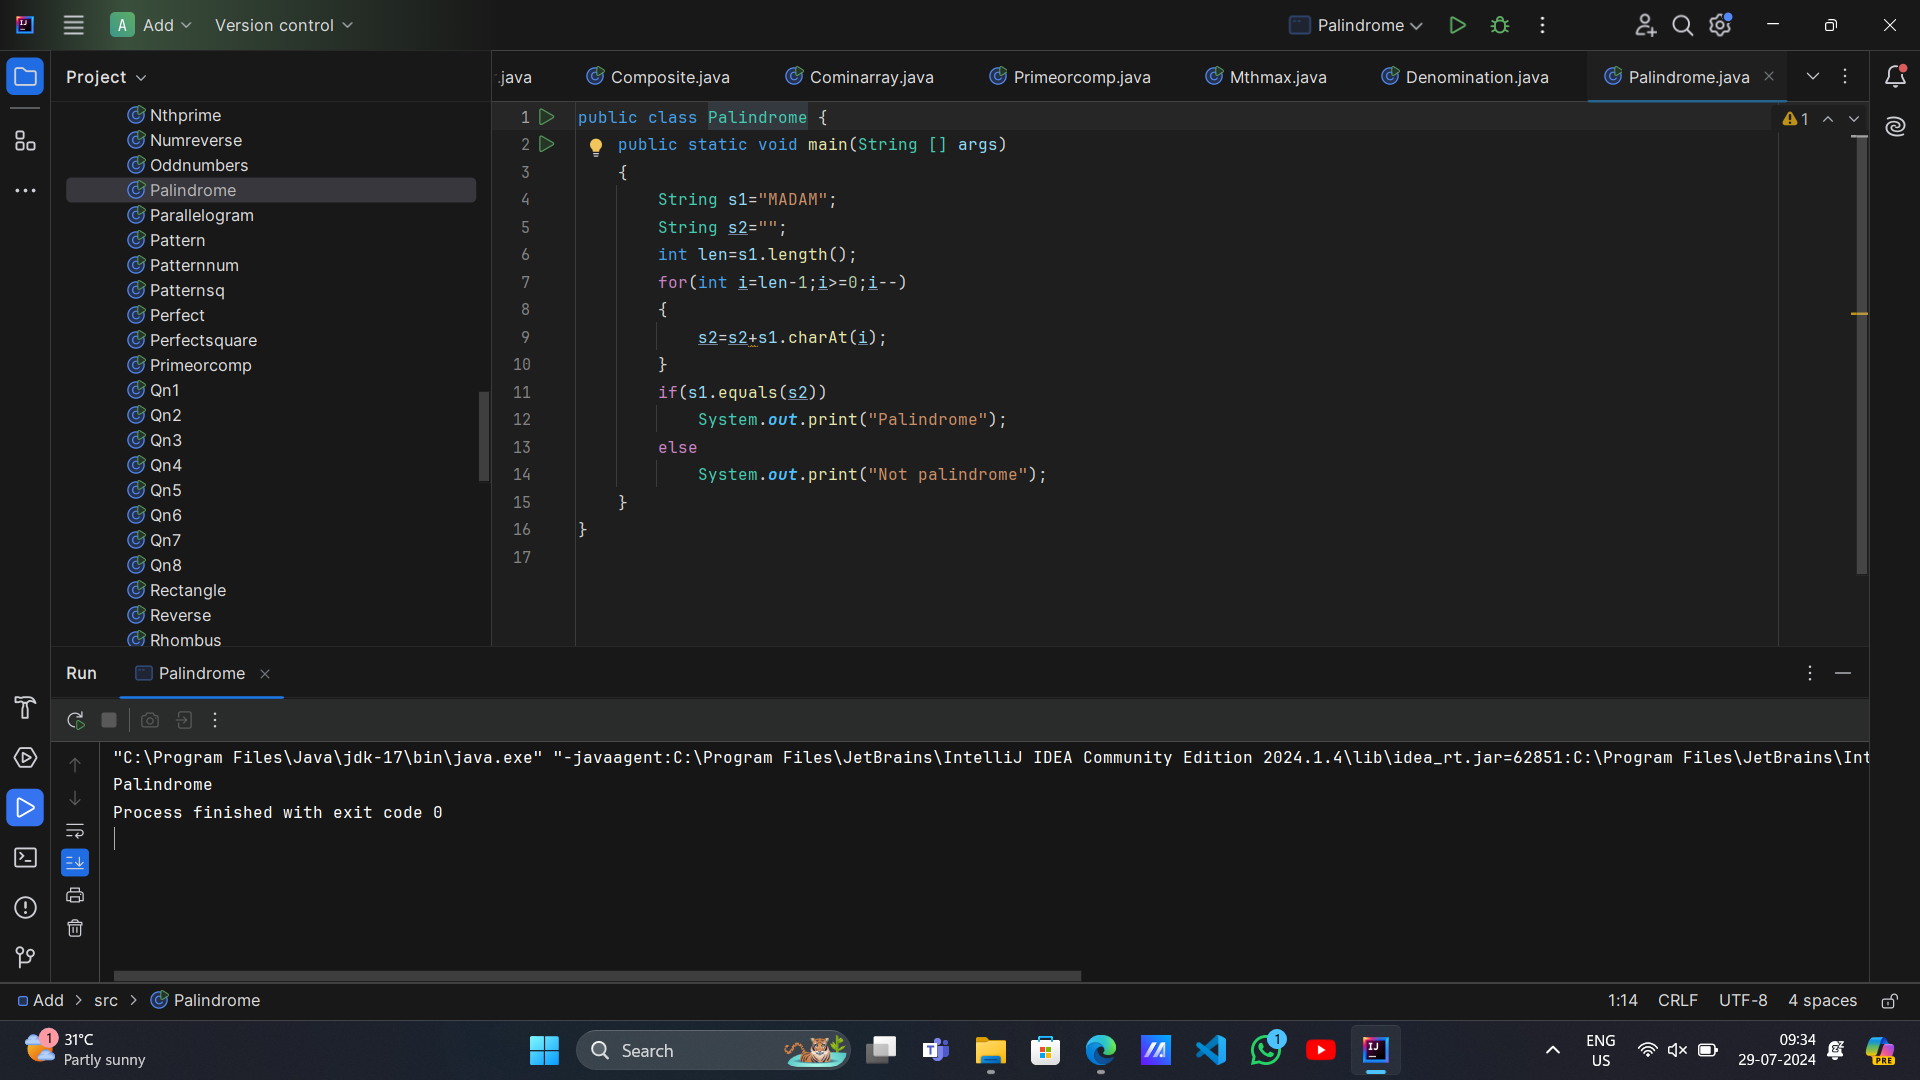 A Add Version control Palindrome
Project
.java Composite.java Cominarray.java Primeorcomp.java Mthmax.java Denomination.java Palindrome.java
Nthprime
Numreverse
Oddnumbers
Palindrome
Parallelogram
Pattern
Patternnum
Patternsq
Perfect
Perfectsquare
Primeorcomp
Qn1
Qn2
Qn3
Qn4
Qn5
Qn6
Qn7
Qn8
Rectangle
Reverse
Rhombus
1 public class Palindrome {
1
2 public static void main(String [] args)
3 {
4 String s1="MADAM";
5 String s2="";
6 int len=s1.length();
7 for(int i=len-1;i>=0;i--)
8 {
9 s2=s2+s1.charAt(i);
10 }
11 if(s1.equals(s2))
12 System.out.print("Palindrome");
13 else
14 System.out.print("Not palindrome");
15 }
16 }
17
Run Palindrome
"C:\Program Files\Java\jdk-17\bin\java.exe" "-javaagent:C:\Program Files\JetBrains\IntelliJ IDEA Community Edition 2024.1.4\lib\idea_rt.jar=62851:C:\Program Files\JetBrains\Int
Palindrome
Process finished with exit code 0
Add > src > Palindrome 1:14 CRLF UTF-8 4 spaces
1 31°C
Partly sunny
Search
1
ENG
US
09:34
29-07-2024
PRE